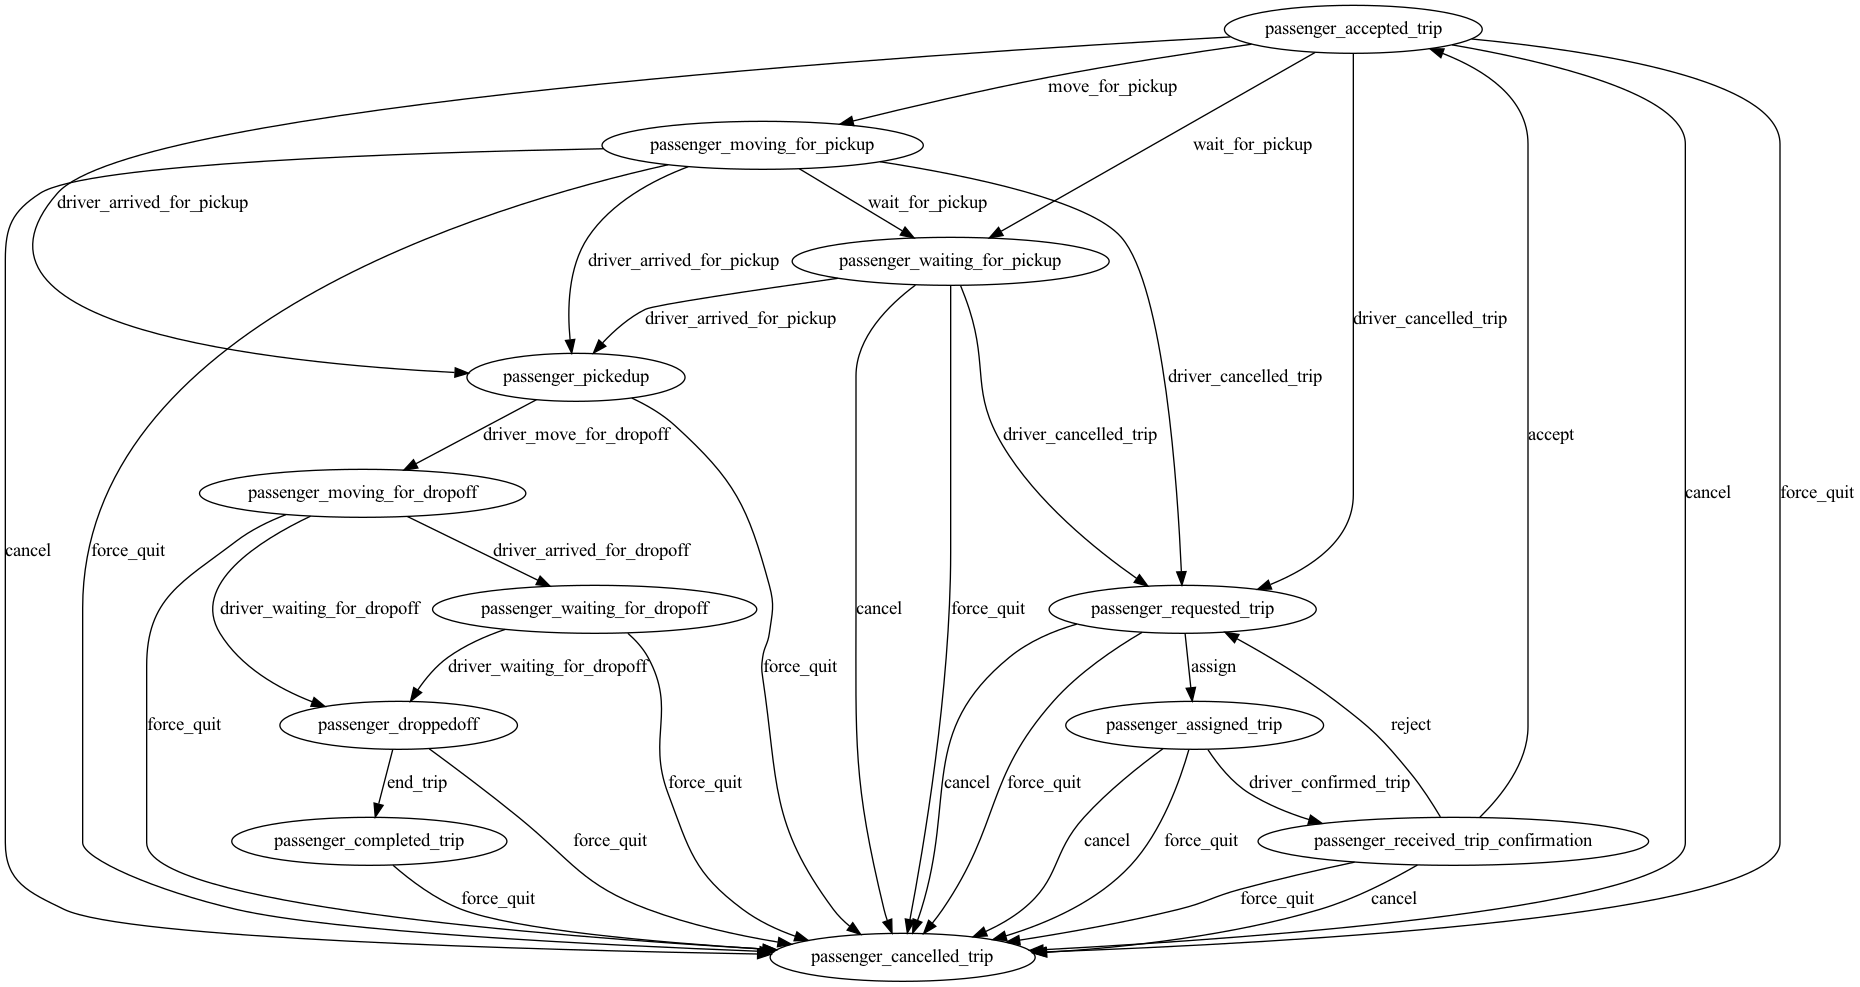 passenger_accepted_trip
move_for_pickup
passenger_moving_for_pickup
wait_for_pickup
driver_arrived_for_pickup
wait_for_pickup
driver_arrived_for_pickup
passenger_waiting_for_pickup
driver_arrived_for_pickup
driver_cancelled_trip
passenger_pickedup
driver_cancelled_trip
driver_move_for_dropoff
driver_cancelled_trip
accept
passenger_moving_for_dropoff
cancel
force_quit
cancel
force_quit
driver_arrived_for_dropoff
driver_waiting_for_dropoff
passenger_waiting_for_dropoff
cancel
force_quit
passenger_requested_trip
driver_waiting_for_dropoff
force_quit
assign
force_quit
passenger_droppedoff
passenger_assigned_trip
reject
end_trip
force_quit
cancel
force_quit
driver_confirmed_trip
passenger_completed_trip
force_quit
cancel
force_quit
passenger_received_trip_confirmation
force_quit
force_quit
cancel
passenger_cancelled_trip